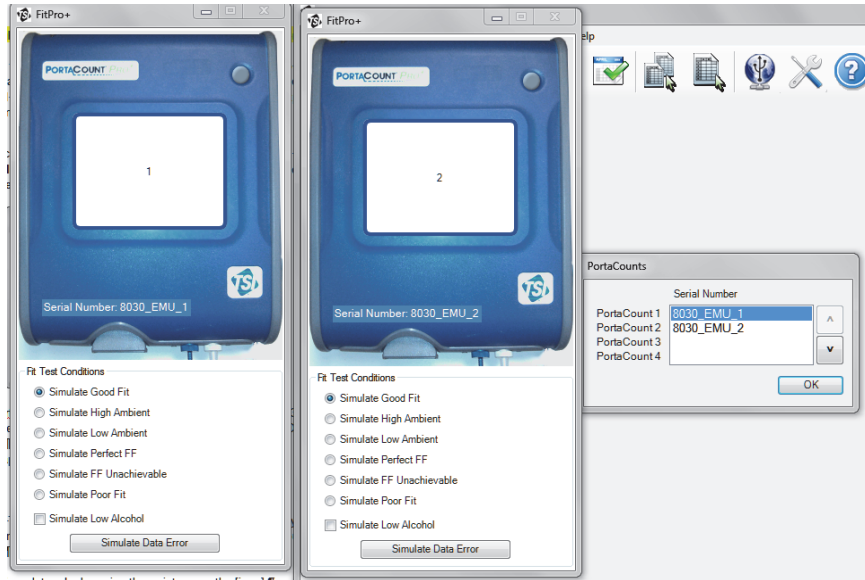 FitPro+
PORTACOUNT
1
TSI
Serial Number: 8030_EMU_1
Fit Test Conditions
Simulate Good Fit
Simulate High Ambient
Simulate Low Ambient
Simulate Perfect FF
Simulate FF Unachievable
Simulate Poor Fit
Simulate Low Alcohol
Simulate Data Error
FitPro+
PORTACOUNT
2
TSI
Serial Number: 8030_EMU_2
Fit Test Conditions
Simulate Good Fit
Simulate High Ambient
Simulate Low Ambient
Simulate Perfect FF
Simulate FF Unachievable
Simulate Poor Fit
Simulate Low Alcohol
Simulate Data Error
PortaCounts
Serial Number
PortaCount 1 8030_EMU_1
PortaCount 2 8030_EMU_2
PortaCount 3
PortaCount 4
OK